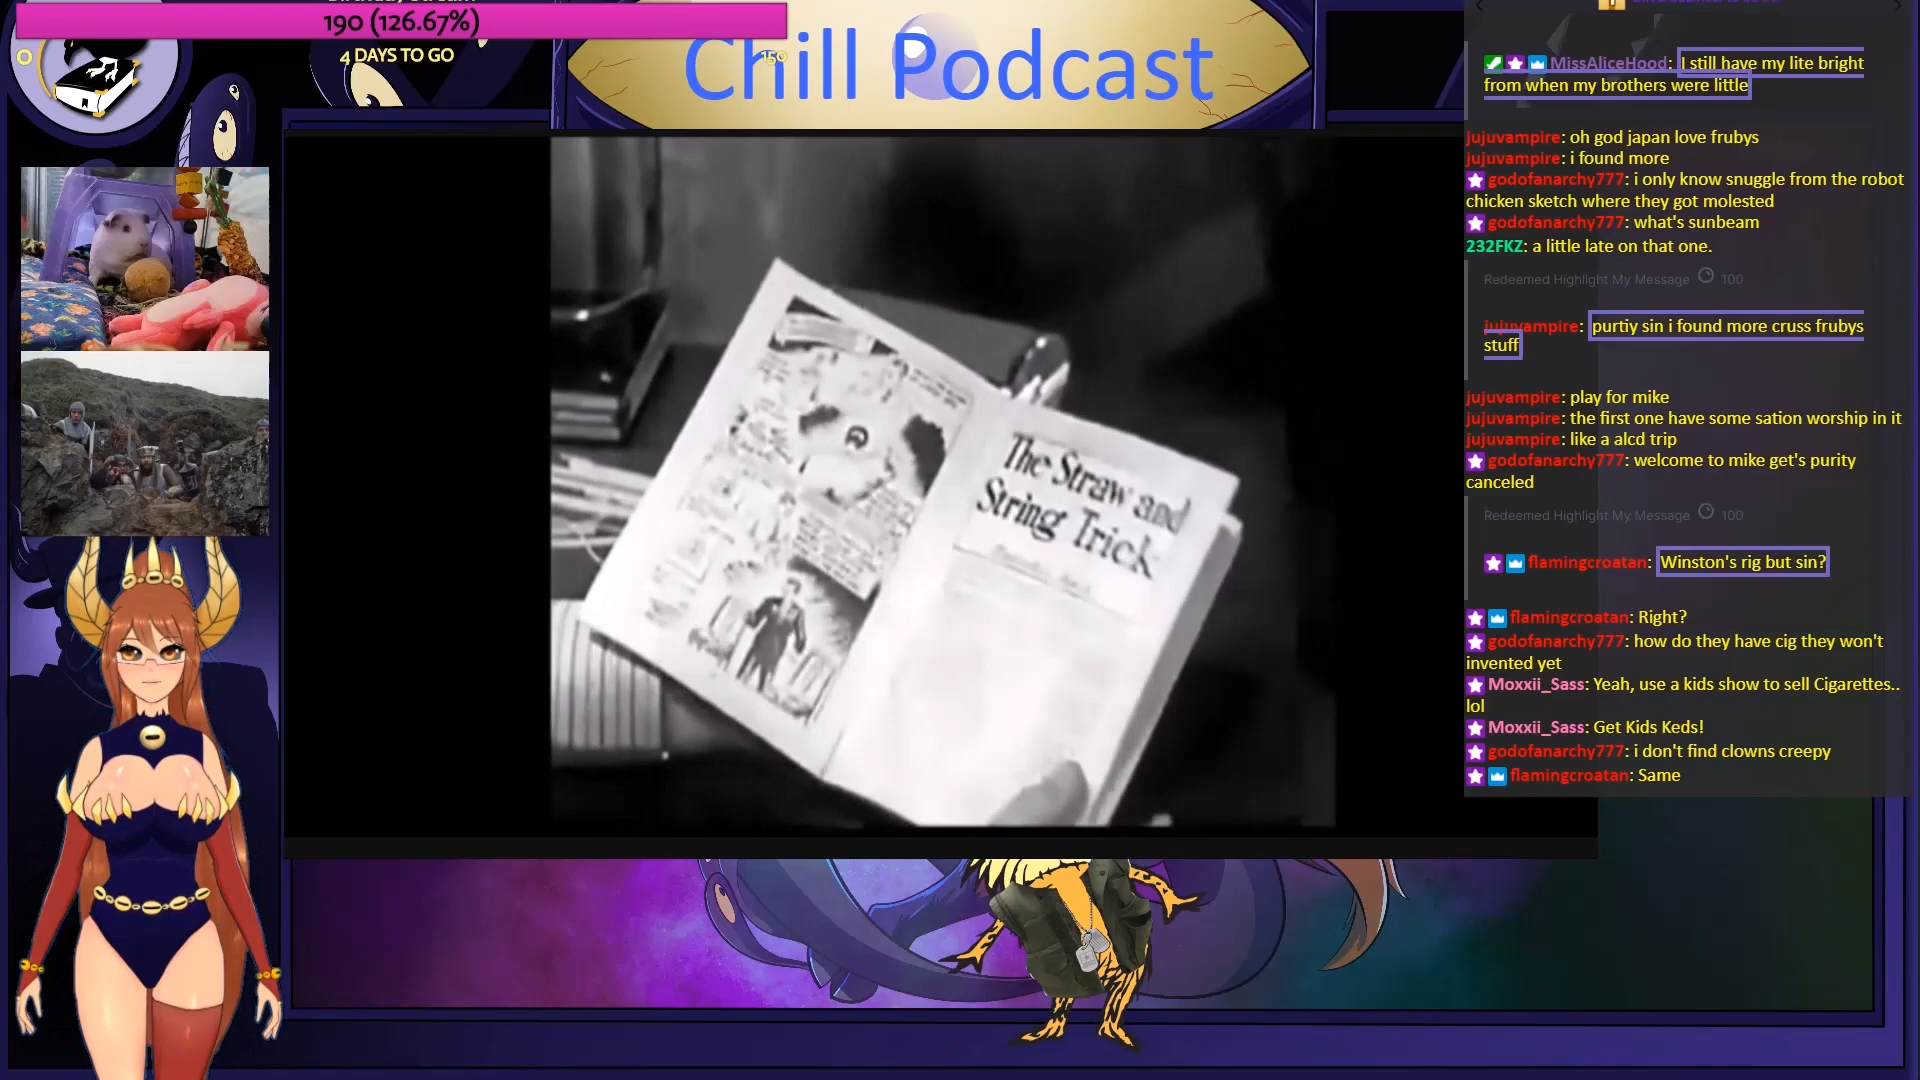 190 (126.67%)
4 DAYS TO GO
150
Chill Podcast
The Straw and
String Trick
MissAliceHood: I still have my lite bright
from when my brothers were little
jujuvampire: oh god japan love frubys
jujuvampire: i found more
godofanarchy777: i only know snuggle from the robot
chicken sketch where they got molested
godofanarchy777: what's sunbeam
232FKZ: a little late on that one.
Redeemed Highlight My Message 100
jujuvampire: purtiy sin i found more cruss frubys
stuff
jujuvampire: play for mike
jujuvampire: the first one have some sation worship in it
jujuvampire: like a alcd trip
godofanarchy777: welcome to mike get's purity
canceled
Redeemed Highlight My Message 100
flamingcroatan: Winston's rig but sin?
flamingcroatan: Right?
godofanarchy777: how do they have cig they won't
invented yet
Moxxii_Sass: Yeah, use a kids show to sell Cigarettes..
lol
Moxxii_Sass: Get Kids Keds!
godofanarchy777: i don't find clowns creepy
flamingcroatan: Same